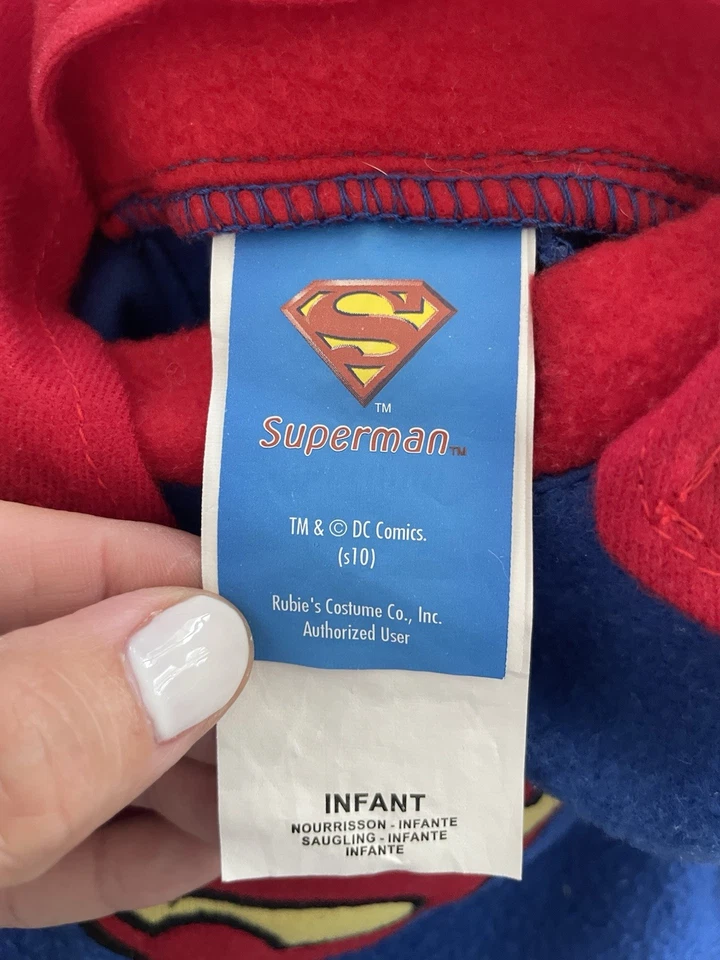 S
TM
Superman TM
TM & © DC Comics.
(s10)
Rubie's Costume Co., Inc.
Authorized User
INFANT
NOURRISSON - INFANTE
SAUGLING - INFANTE
INFANTE